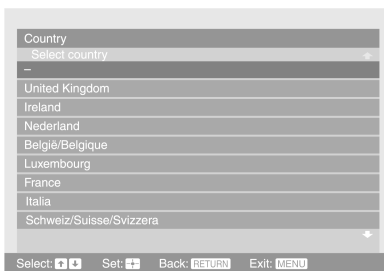 Country
Select country
–
United Kingdom
Ireland
Nederland
België/Belgique
Luxembourg
France
Italia
Schweiz/Suisse/Svizzera
Select: Set: Back: RETURN Exit: MENU